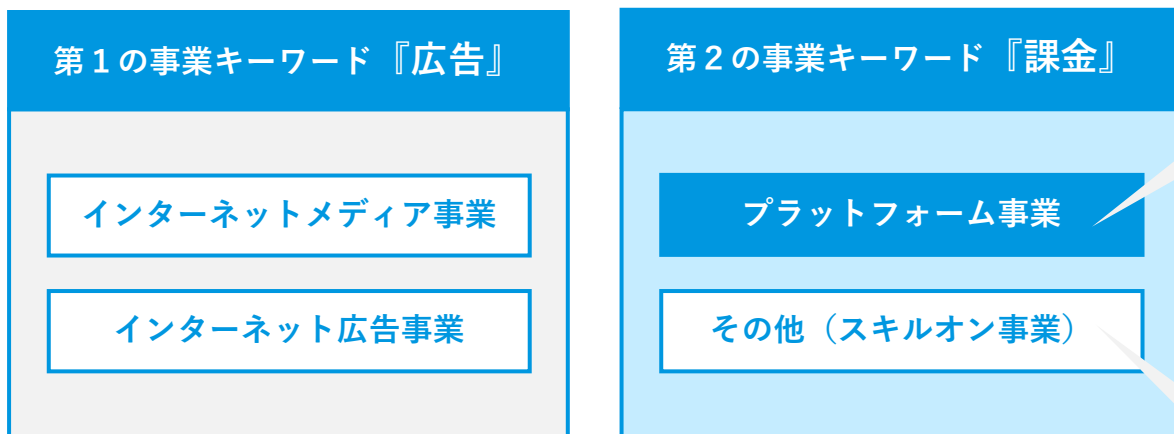 第１の事業キーワード『広告』
インターネットメディア事業
インターネット広告事業
第２の事業キーワード『課金』
プラットフォーム事業
その他（スキルオン事業）